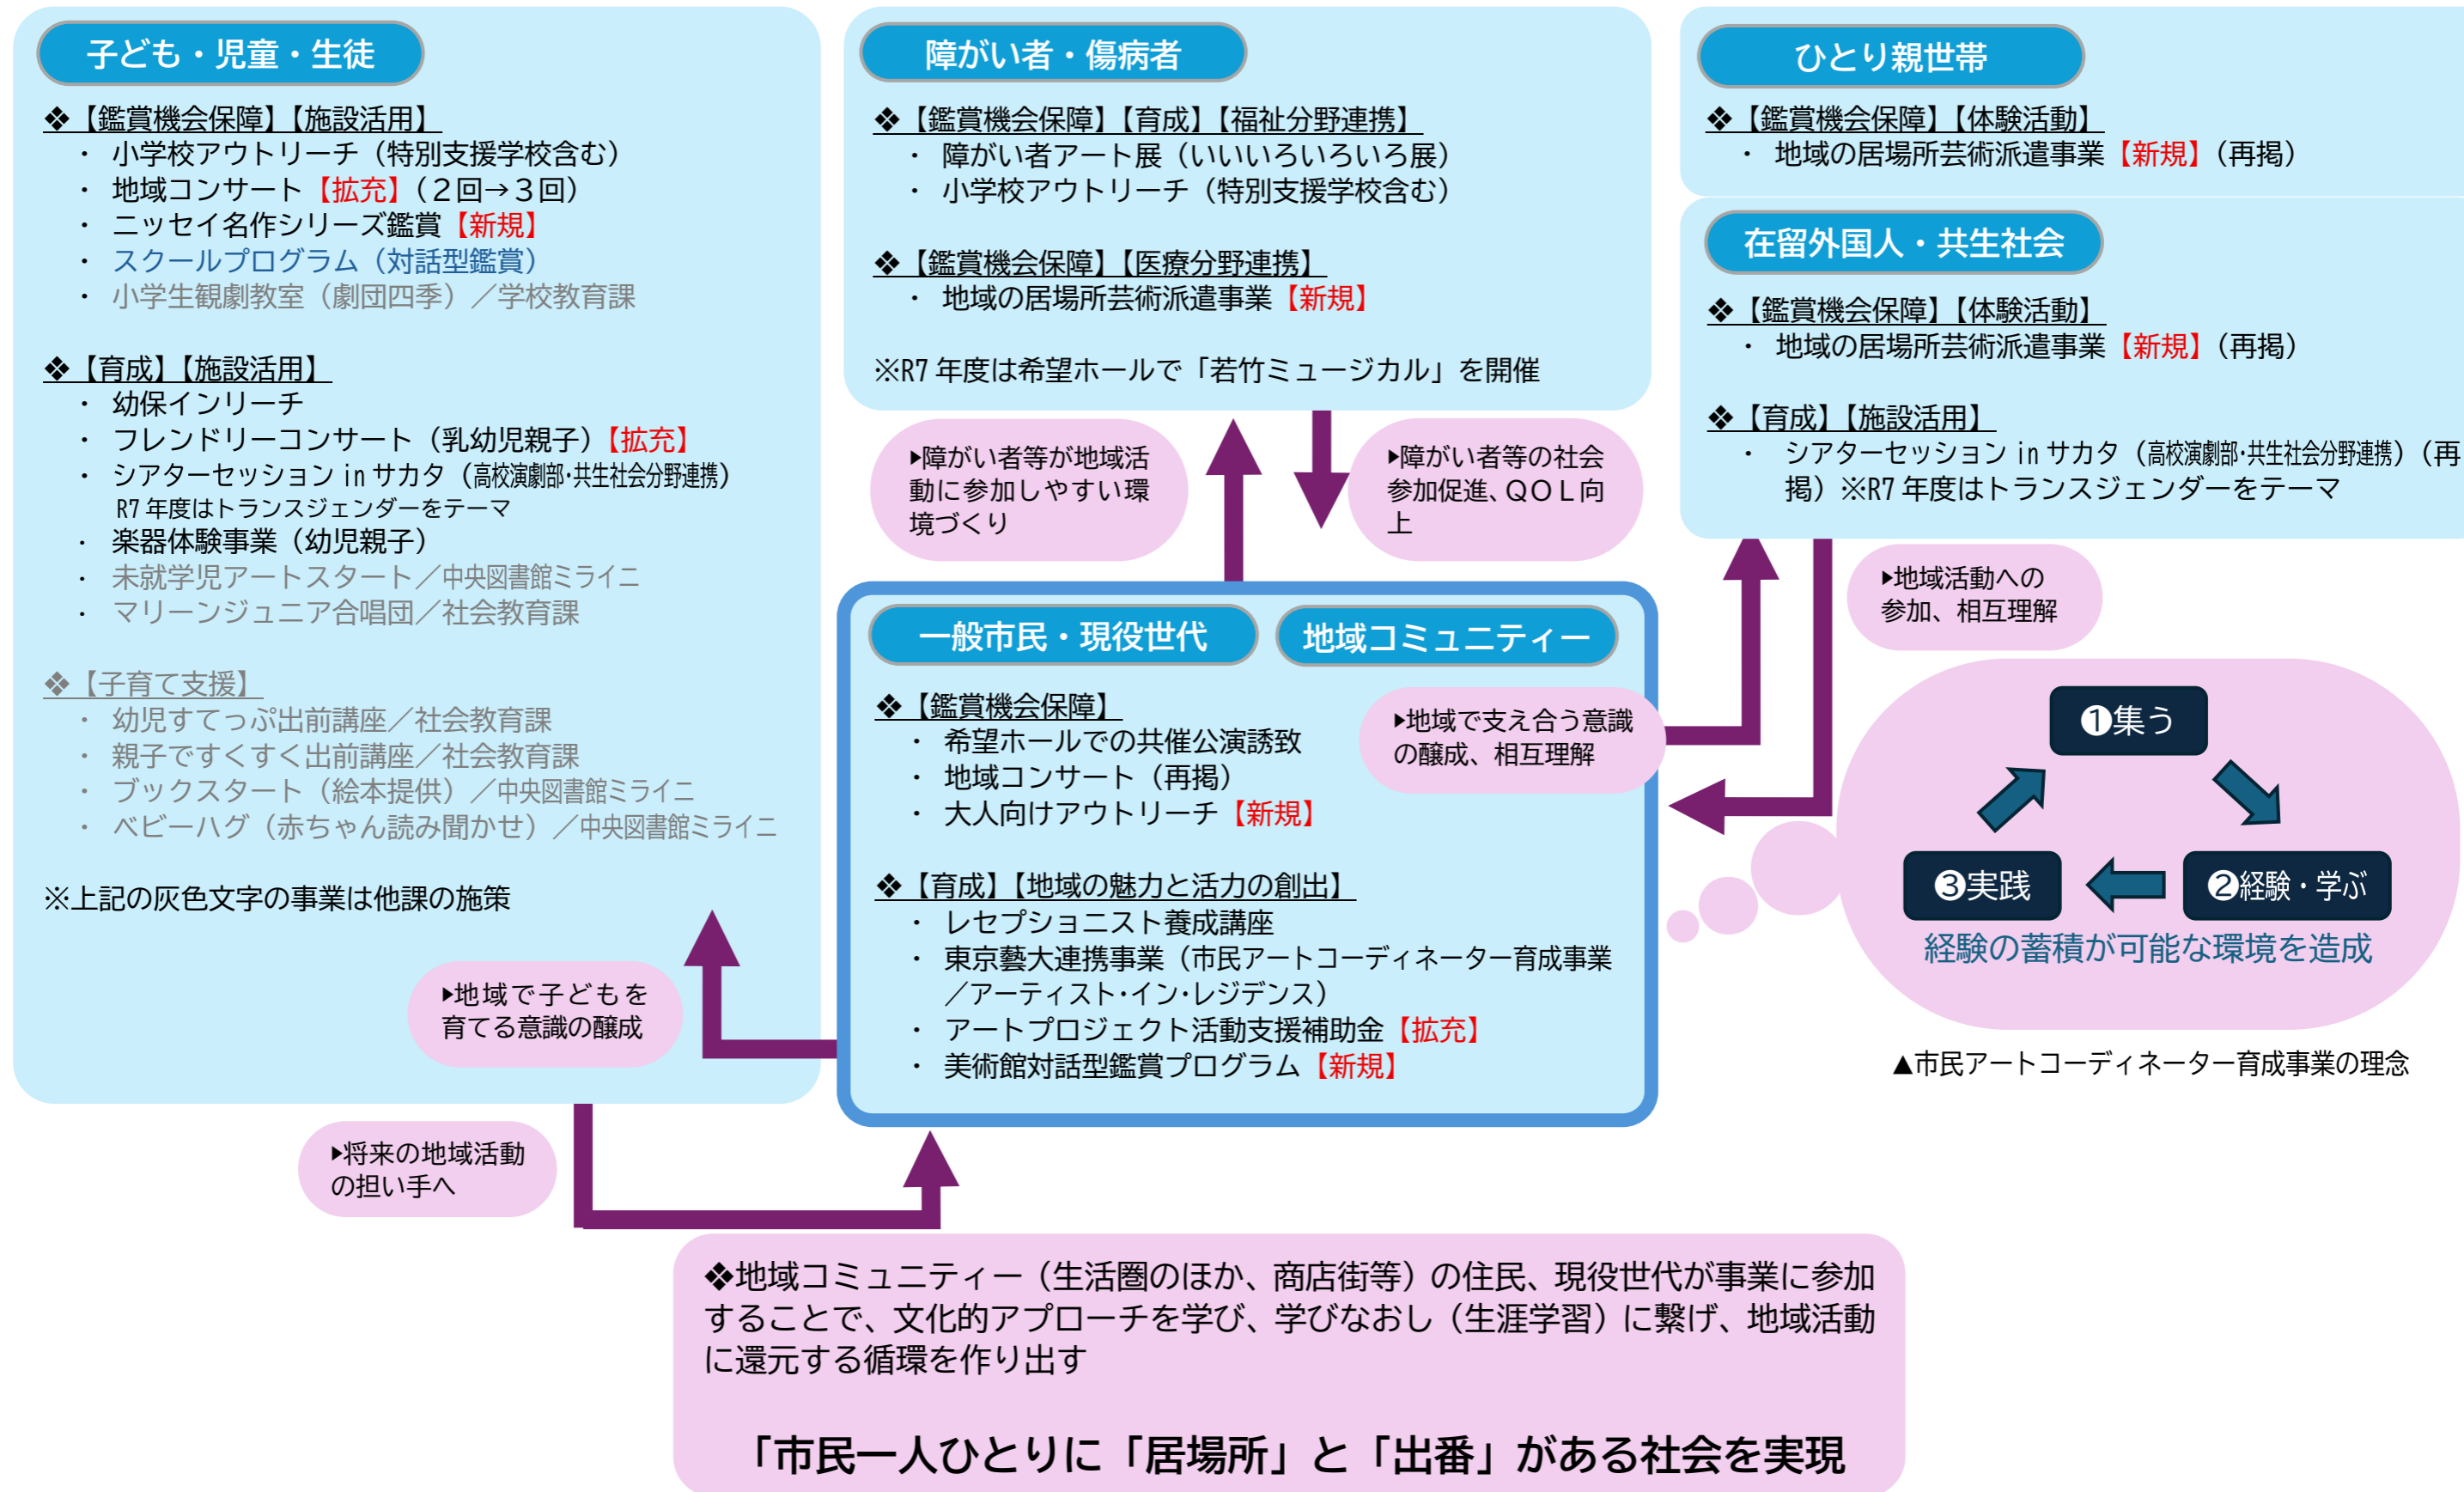 子ども・児童・生徒
❖【鑑賞機会保障】【施設活用】
・ 小学校アウトリーチ（特別支援学校含む）
・ 地域コンサート【拡充】（２回→３回）
・ ニッセイ名作シリーズ鑑賞【新規】
・ スクールプログラム（対話型鑑賞）
・ 小学生観劇教室（劇団四季）／学校教育課
❖【育成】【施設活用】
・ 幼保インリーチ
・ フレンドリーコンサート（乳幼児親子）【拡充】
・ シアターセッション in サカタ（高校演劇部・共生社会分野連携）
R7 年度はトランスジェンダーをテーマ
・ 楽器体験事業（幼児親子）
・ 未就学児アートスタート／中央図書館ミライニ
・ マリーンジュニア合唱団／社会教育課
❖【子育て支援】
・ 幼児すてっぷ出前講座／社会教育課
・ 親子ですくすく出前講座／社会教育課
・ ブックスタート（絵本提供）／中央図書館ミライニ
・ ベビーハグ（赤ちゃん読み聞かせ）／中央図書館ミライニ
※上記の灰色文字の事業は他課の施策
▶地域で子どもを
育てる意識の醸成
▶将来の地域活動
の担い手へ
障がい者・傷病者
❖【鑑賞機会保障】【育成】【福祉分野連携】
・ 障がい者アート展（いいいろいろいろ展）
・ 小学校アウトリーチ（特別支援学校含む）
❖【鑑賞機会保障】【医療分野連携】
・ 地域の居場所芸術派遣事業【新規】
※R7 年度は希望ホールで「若竹ミュージカル」を開催
▶障がい者等が地域活
動に参加しやすい環
境づくり
▶障がい者等の社会
参加促進、ＱＯＬ向
上
一般市民・現役世代
地域コミュニティー
❖【鑑賞機会保障】
・ 希望ホールでの共催公演誘致
・ 地域コンサート（再掲）
・ 大人向けアウトリーチ【新規】
▶地域で支え合う意識
の醸成、相互理解
❖【育成】【地域の魅力と活力の創出】
・ レセプショニスト養成講座
・ 東京藝大連携事業（市民アートコーディネーター育成事業
／アーティスト・イン・レジデンス）
・ アートプロジェクト活動支援補助金【拡充】
・ 美術館対話型鑑賞プログラム【新規】
ひとり親世帯
❖【鑑賞機会保障】【体験活動】
・ 地域の居場所芸術派遣事業【新規】（再掲）
在留外国人・共生社会
❖【鑑賞機会保障】【体験活動】
・ 地域の居場所芸術派遣事業【新規】（再掲）
❖【育成】【施設活用】
・ シアターセッション in サカタ（高校演劇部・共生社会分野連携）（再
掲）※R7 年度はトランスジェンダーをテーマ
▶地域活動への
参加、相互理解
❶集う
❸実践
❷経験・学ぶ
経験の蓄積が可能な環境を造成
▲市民アートコーディネーター育成事業の理念
❖地域コミュニティー（生活圏のほか、商店街等）の住民、現役世代が事業に参加
することで、文化的アプローチを学び、学びなおし（生涯学習）に繋げ、地域活動
に還元する循環を作り出す
「市民一人ひとりに「居場所」と「出番」がある社会を実現